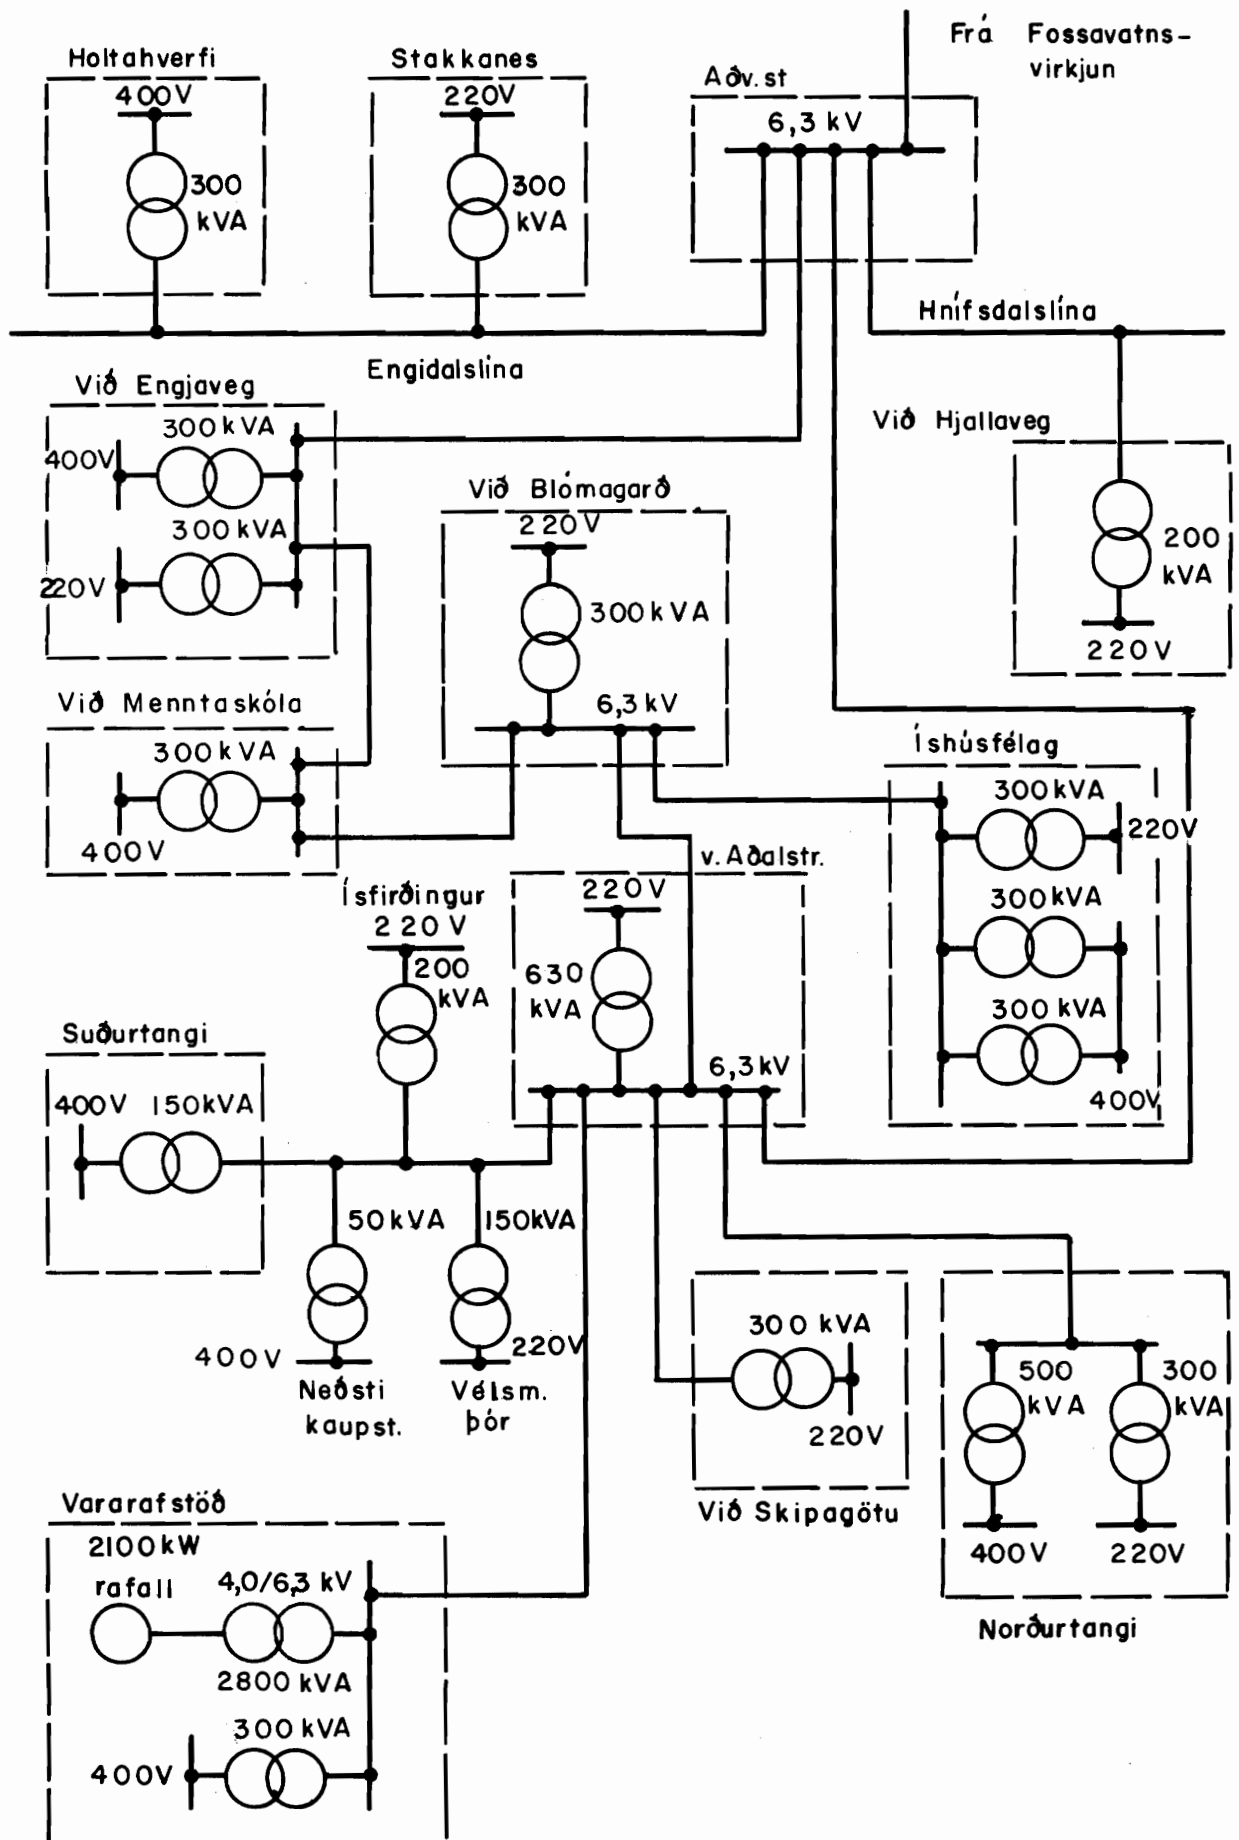 Frá Fossavatns-
virkjun
Holtahverfi
400V
300
kVA
Stakkanes
220V
300
kVA
Aðv.st
6,3 kV
Hnífsdalslína
Engidalslína
Við Engjaveg
300 kVA
400V
300 kVA
220V
Við Hjallaveg
200
kVA
220V
Við Blómagarð
220V
300 kVA
6,3 kV
Við Menntaskóla
300 kVA
400V
Íshúsfélag
300 kVA
220V
300 kVA
300 kVA
400V
v. Aðalstr.
220V
630
kVA
6,3 kV
Ísfirðingur
220V
200
kVA
Suðurtangi
400V 150kVA
50kVA
400V
Neðsti
kaupst.
150kVA
220V
Vélsm.
þór
300 kVA
220V
Við Skipagötu
500
kVA
400V
300
kVA
220V
Norðurtangi
Vararafstöð
2100kW
rafall
4,0/6,3 kV
2800 kVA
300 kVA
400V